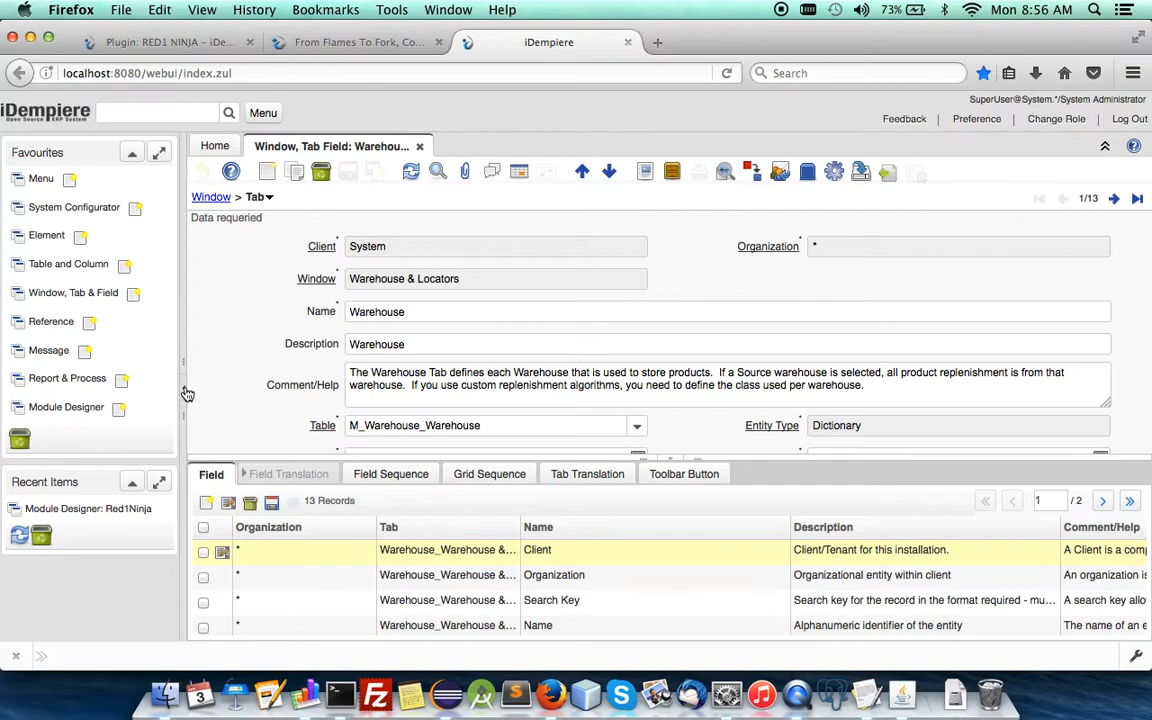 Firefox File Edit View History Bookmarks Tools Window Help 73% Mon 8:56 AM
Plugin: RED1 NINJA – iDe... × From Flames To Fork, Co... × iDempiere ×
localhost:8080/webui/index.zul Search
iDempiere Menu SuperUser@System.*/System Administrator
Open Source ERP System Feedback Preference Change Role Log Out
Favourites Home Window, Tab Field: Warehou... ×
Menu
Window > Tab 1/13
System Configurator Data requeried
Element Client System Organization *
Table and Column
Window, Tab & Field Window Warehouse & Locators
Reference Name Warehouse
Message Description Warehouse
Report & Process Comment/Help The Warehouse Tab defines each Warehouse that is used to store products. If a Source warehouse is selected, all product replenishment is from that
warehouse. If you use custom replenishment algorithms, you need to define the class used per warehouse.
Module Designer
Table M_Warehouse_Warehouse Entity Type Dictionary
Recent Items Field Field Translation Field Sequence Grid Sequence Tab Translation Toolbar Button
Module Designer: Red1Ninja 13 Records 1 / 2
Organization Tab Name Description Comment/Help
* Warehouse_Warehouse &... Client Client/Tenant for this installation. A Client is a comp
* Warehouse_Warehouse &... Organization Organizational entity within client An organization is
* Warehouse_Warehouse &... Search Key Search key for the record in the format required - mu... A search key allo
* Warehouse_Warehouse &... Name Alphanumeric identifier of the entity The name of an e
3